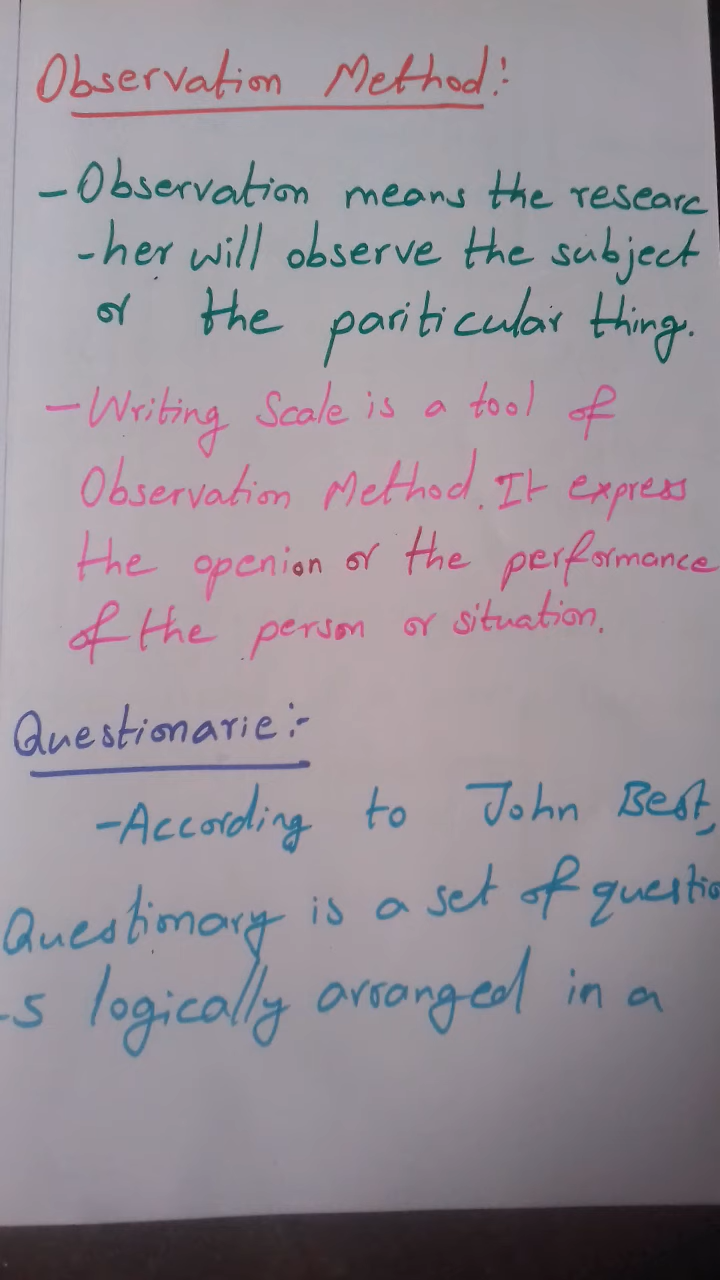 Observation Method:-
- Observation means the researc
-her will observe the subject
or the pariticular thing.
- Writing Scale is a tool of
Observation Method. It express
the openion or the performance
of the person or situation.
Questionarie:-
- According to John Best,
Questionary is a set of questio
-s logically arranged in a